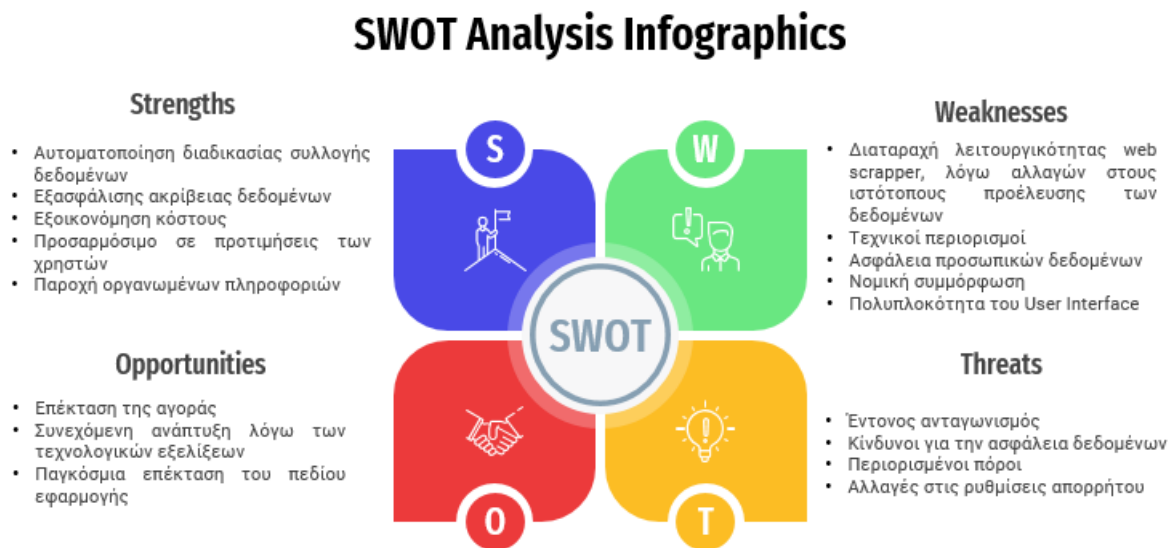 SWOT Analysis Infographics
Strengths
• Αυτοματοποίηση διαδικασίας συλλογής
δεδομένων
• Εξασφάλισης ακρίβειας δεδομένων
• Εξοικονόμηση κόστους
• Προσαρμόσιμο σε προτιμήσεις των
χρηστών
• Παροχή οργανωμένων πληροφοριών
S
W
Weaknesses
• Διαταραχή λειτουργικότητας web
scrapper, λόγω αλλαγών στους
ιστότοπους προέλευσης των
δεδομένων
• Τεχνικοί περιορισμοί
• Ασφάλεια προσωπικών δεδομένων
• Νομική συμμόρφωση
• Πολυπλοκότητα του User Interface
SWOT
Opportunities
• Επέκταση της αγοράς
• Συνεχόμενη ανάπτυξη λόγω των
τεχνολογικών εξελίξεων
• Παγκόσμια επέκταση του πεδίου
εφαρμογής
O
T
Threats
• Έντονος ανταγωνισμός
• Κίνδυνοι για την ασφάλεια δεδομένων
• Περιορισμένοι πόροι
• Αλλαγές στις ρυθμίσεις απορρήτου